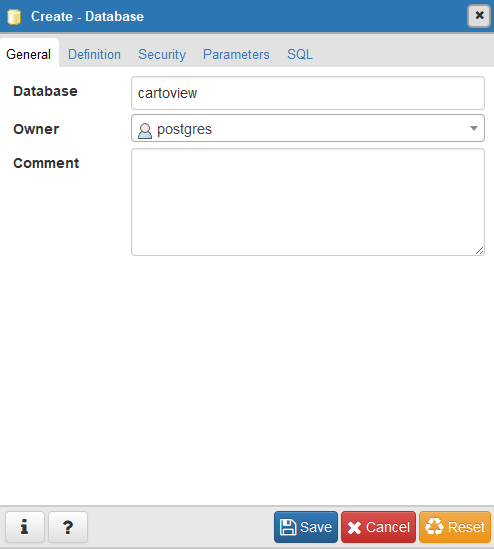 Create - Database
General Definition Security Parameters SQL
Database cartoview
Owner postgres
Comment
i ? Save Cancel Reset